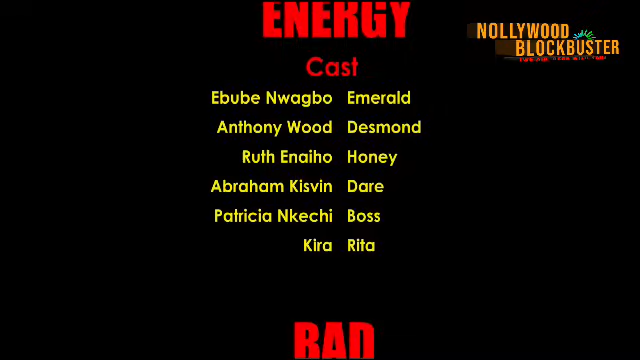 ENERGY
NOLLYWOOD
BLOCKBUSTER
Cast
Ebube Nwagbo Emerald
Anthony Wood Desmond
Ruth Enaiho Honey
Abraham Kisvin Dare
Patricia Nkechi Boss
Kira Rita
BAD